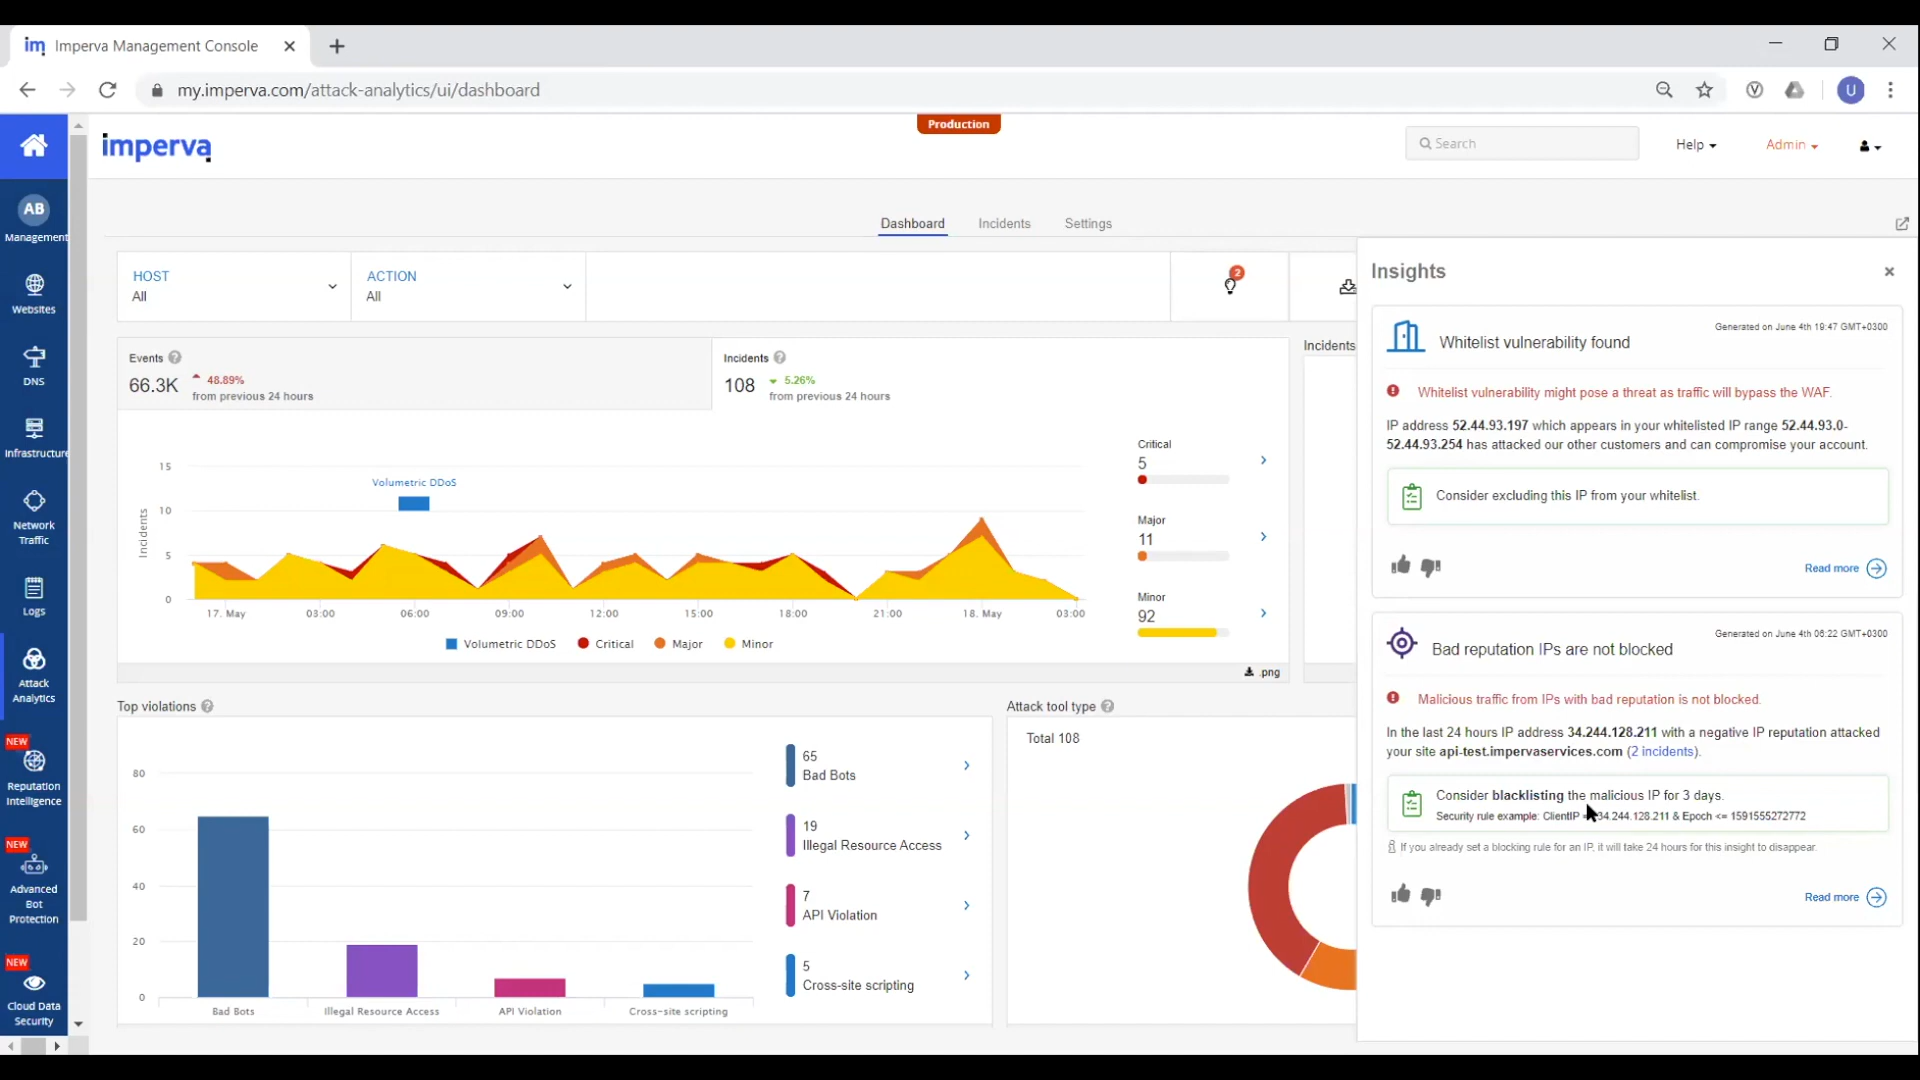 im Imperva Management Console
my.imperva.com/attack-analytics/ui/dashboard
U
Production
imperva
Search
Help
Admin
AB
Management
Websites
DNS
Infrastructure
Network
Traffic
Logs
Attack
Analytics
NEW
Reputation
Intelligence
NEW
Advanced
Bot
Protection
NEW
Cloud Data
Security
Dashboard
Incidents
Settings
HOST
All
ACTION
All
2
Events
66.3K
48.89%
from previous 24 hours
Incidents
108
5.26%
from previous 24 hours
Incidents
15
10
5
0
Incidents
Volumetric DDoS
17. May
03:00
06:00
09:00
12:00
15:00
18:00
21:00
18. May
03:00
Volumetric DDoS
Critical
Major
Minor
Critical
5
Major
11
Minor
92
.png
Top violations
80
60
40
20
0
Bad Bots
Illegal Resource Access
API Violation
Cross-site scripting
65
Bad Bots
19
Illegal Resource Access
7
API Violation
5
Cross-site scripting
Attack tool type
Total 108
Insights
Generated on June 4th 19:47 GMT+0300
Whitelist vulnerability found
Whitelist vulnerability might pose a threat as traffic will bypass the WAF.
IP address 52.44.93.197 which appears in your whitelisted IP range 52.44.93.0-
52.44.93.254 has attacked our other customers and can compromise your account.
Consider excluding this IP from your whitelist.
Read more
Generated on June 4th 06:22 GMT+0300
Bad reputation IPs are not blocked
Malicious traffic from IPs with bad reputation is not blocked.
In the last 24 hours IP address 34.244.128.211 with a negative IP reputation attacked
your site api-test.impervaservices.com (2 incidents).
Consider blacklisting the malicious IP for 3 days.
Security rule example: ClientIP 34.244.128.211 & Epoch <= 1591555272772
If you already set a blocking rule for an IP, it will take 24 hours for this insight to disappear.
Read more